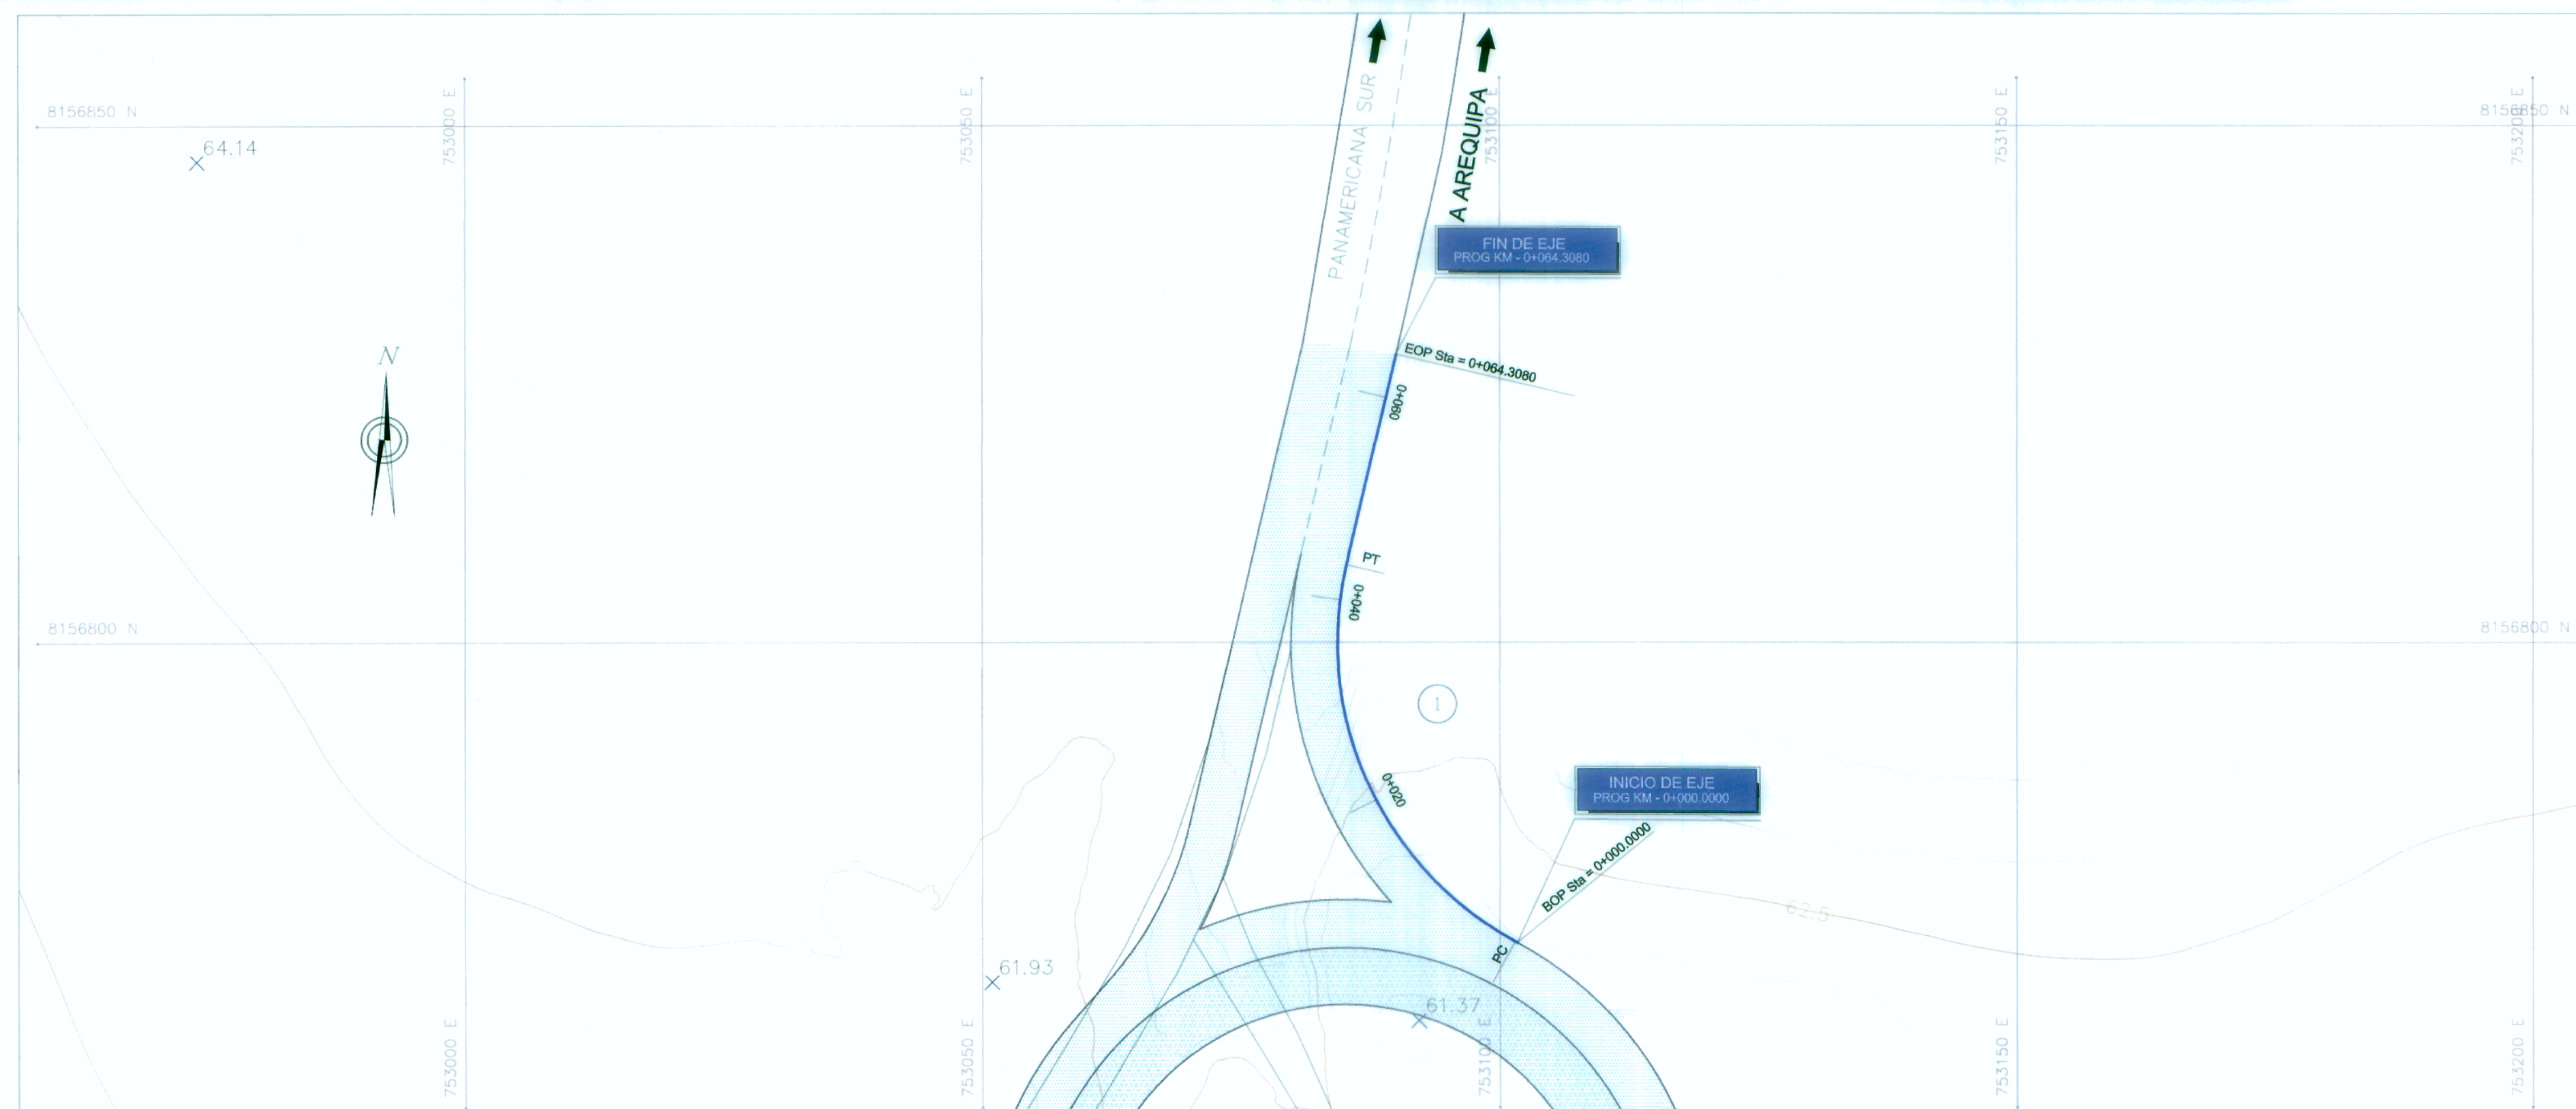 A AREQUIPA
PANAMERICANA SUR
8156850 N
753000 E
753050 E
753100 E
753150 E
753200 E
8156850 N
64.14
FIN DE EJE
PROG KM - 0+064.3080
N
EOP Sta = 0+064.3080
0+060
PT
0+040
8156800 N
8156800 N
1
0+020
INICIO DE EJE
PROG KM - 0+000.0000
BOP Sta = 0+000.0000
62.5
PC
61.93
61.37
753000 E
753050 E
753100 E
753150 E
753200 E